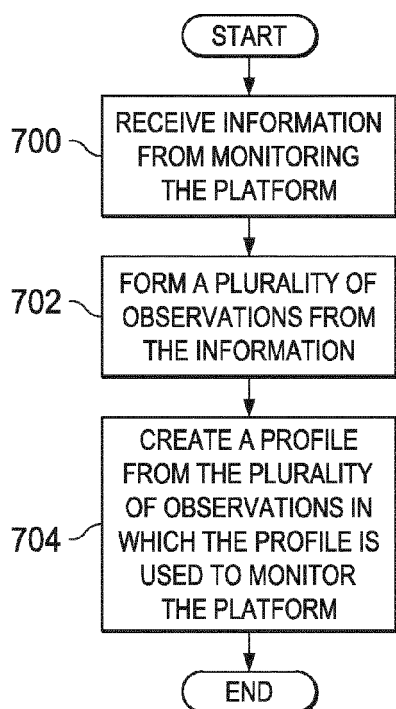 START
700
RECEIVE INFORMATION
FROM MONITORING
THE PLATFORM
702
FORM A PLURALITY OF
OBSERVATIONS FROM
THE INFORMATION
704
CREATE A PROFILE
FROM THE PLURALITY
OF OBSERVATIONS IN
WHICH THE PROFILE IS
USED TO MONITOR
THE PLATFORM
END